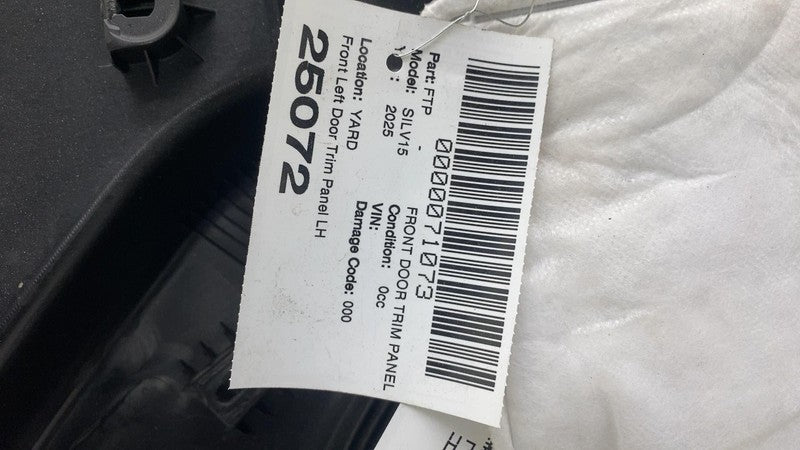 0000071073
Part: FTP - FRONT DOOR TRIM PANEL
Model: SILV15 Condition: 0cc
Y : 2025 VIN:
Damage Code: 000
Location: YARD
Front Left Door Trim Panel LH
25072